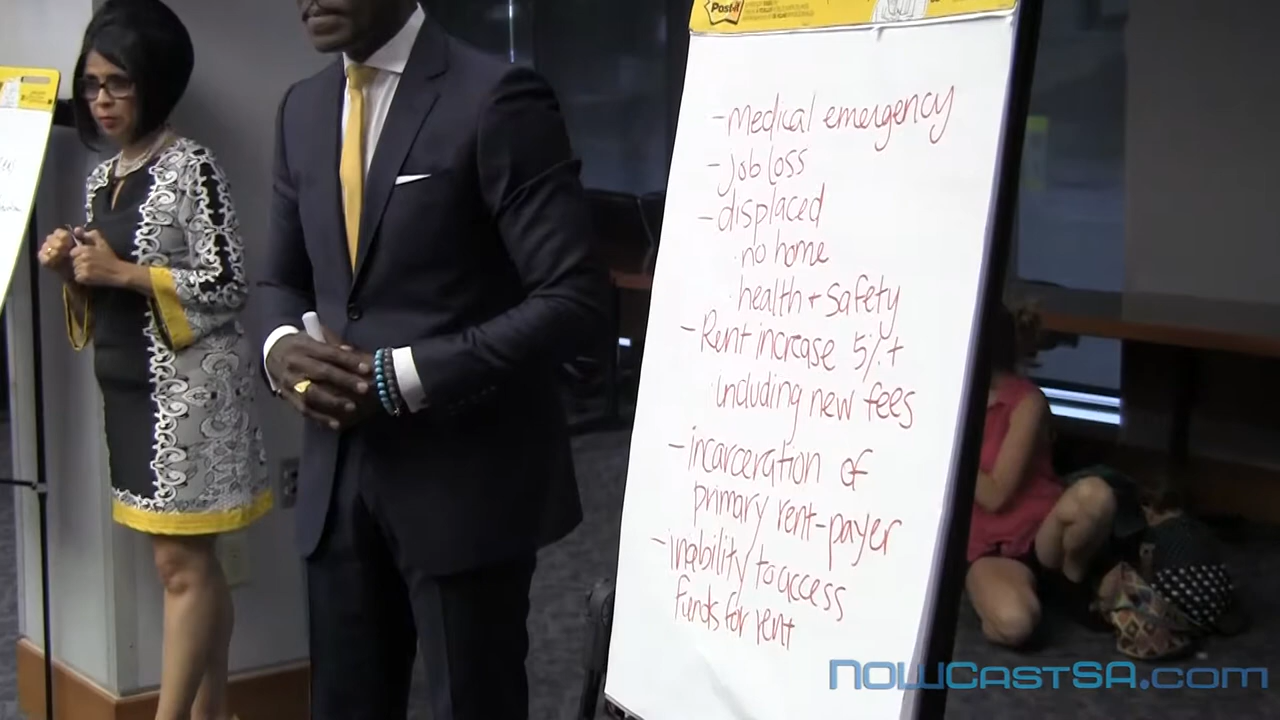 Post-it
- medical emergency
- job loss
- displaced
· no home
· health + safety
- Rent increase 5%+
· including new fees
- incarceration of
primary rent-payer
- inability to access
funds for rent
NOWCASTSA.com